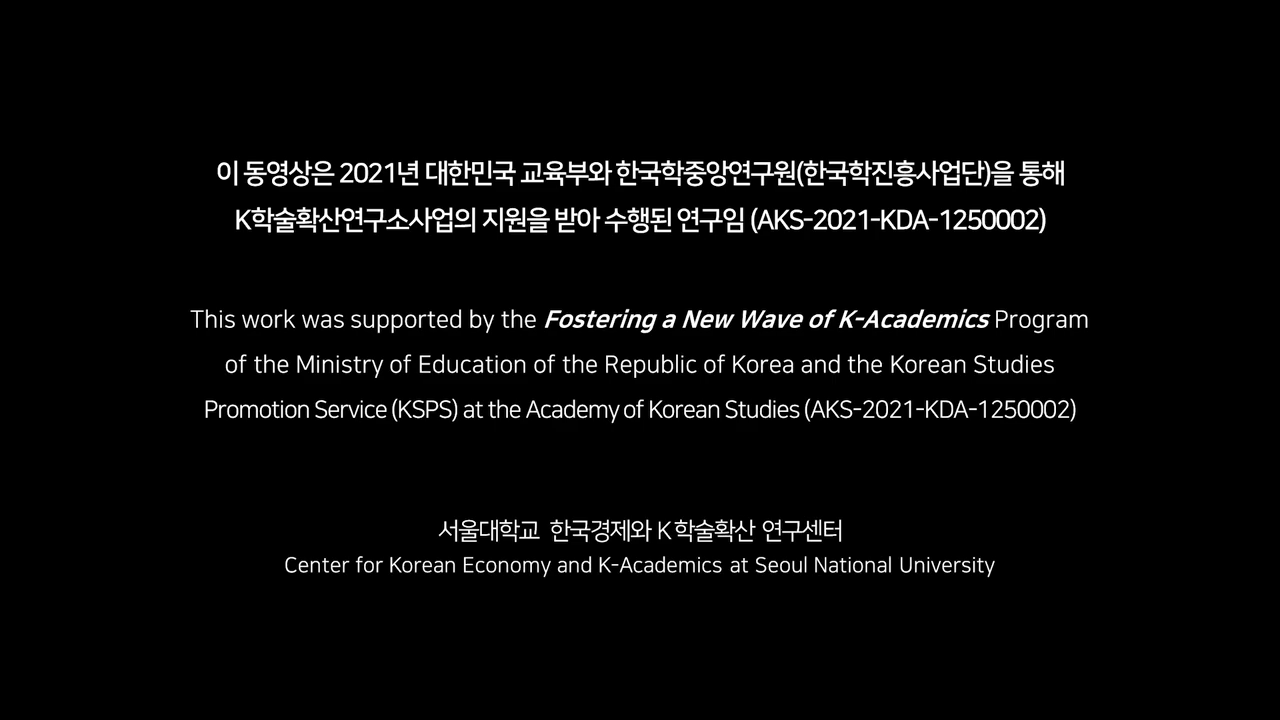 이 동영상은 2021년 대한민국 교육부와 한국학중앙연구원(한국학진흥사업단)을 통해
K학술확산연구소사업의 지원을 받아 수행된 연구임 (AKS-2021-KDA-1250002)
This work was supported by the Fostering a New Wave of K-Academics Program
of the Ministry of Education of the Republic of Korea and the Korean Studies
Promotion Service (KSPS) at the Academy of Korean Studies (AKS-2021-KDA-1250002)
서울대학교 한국경제와 K학술확산 연구센터
Center for Korean Economy and K-Academics at Seoul National University